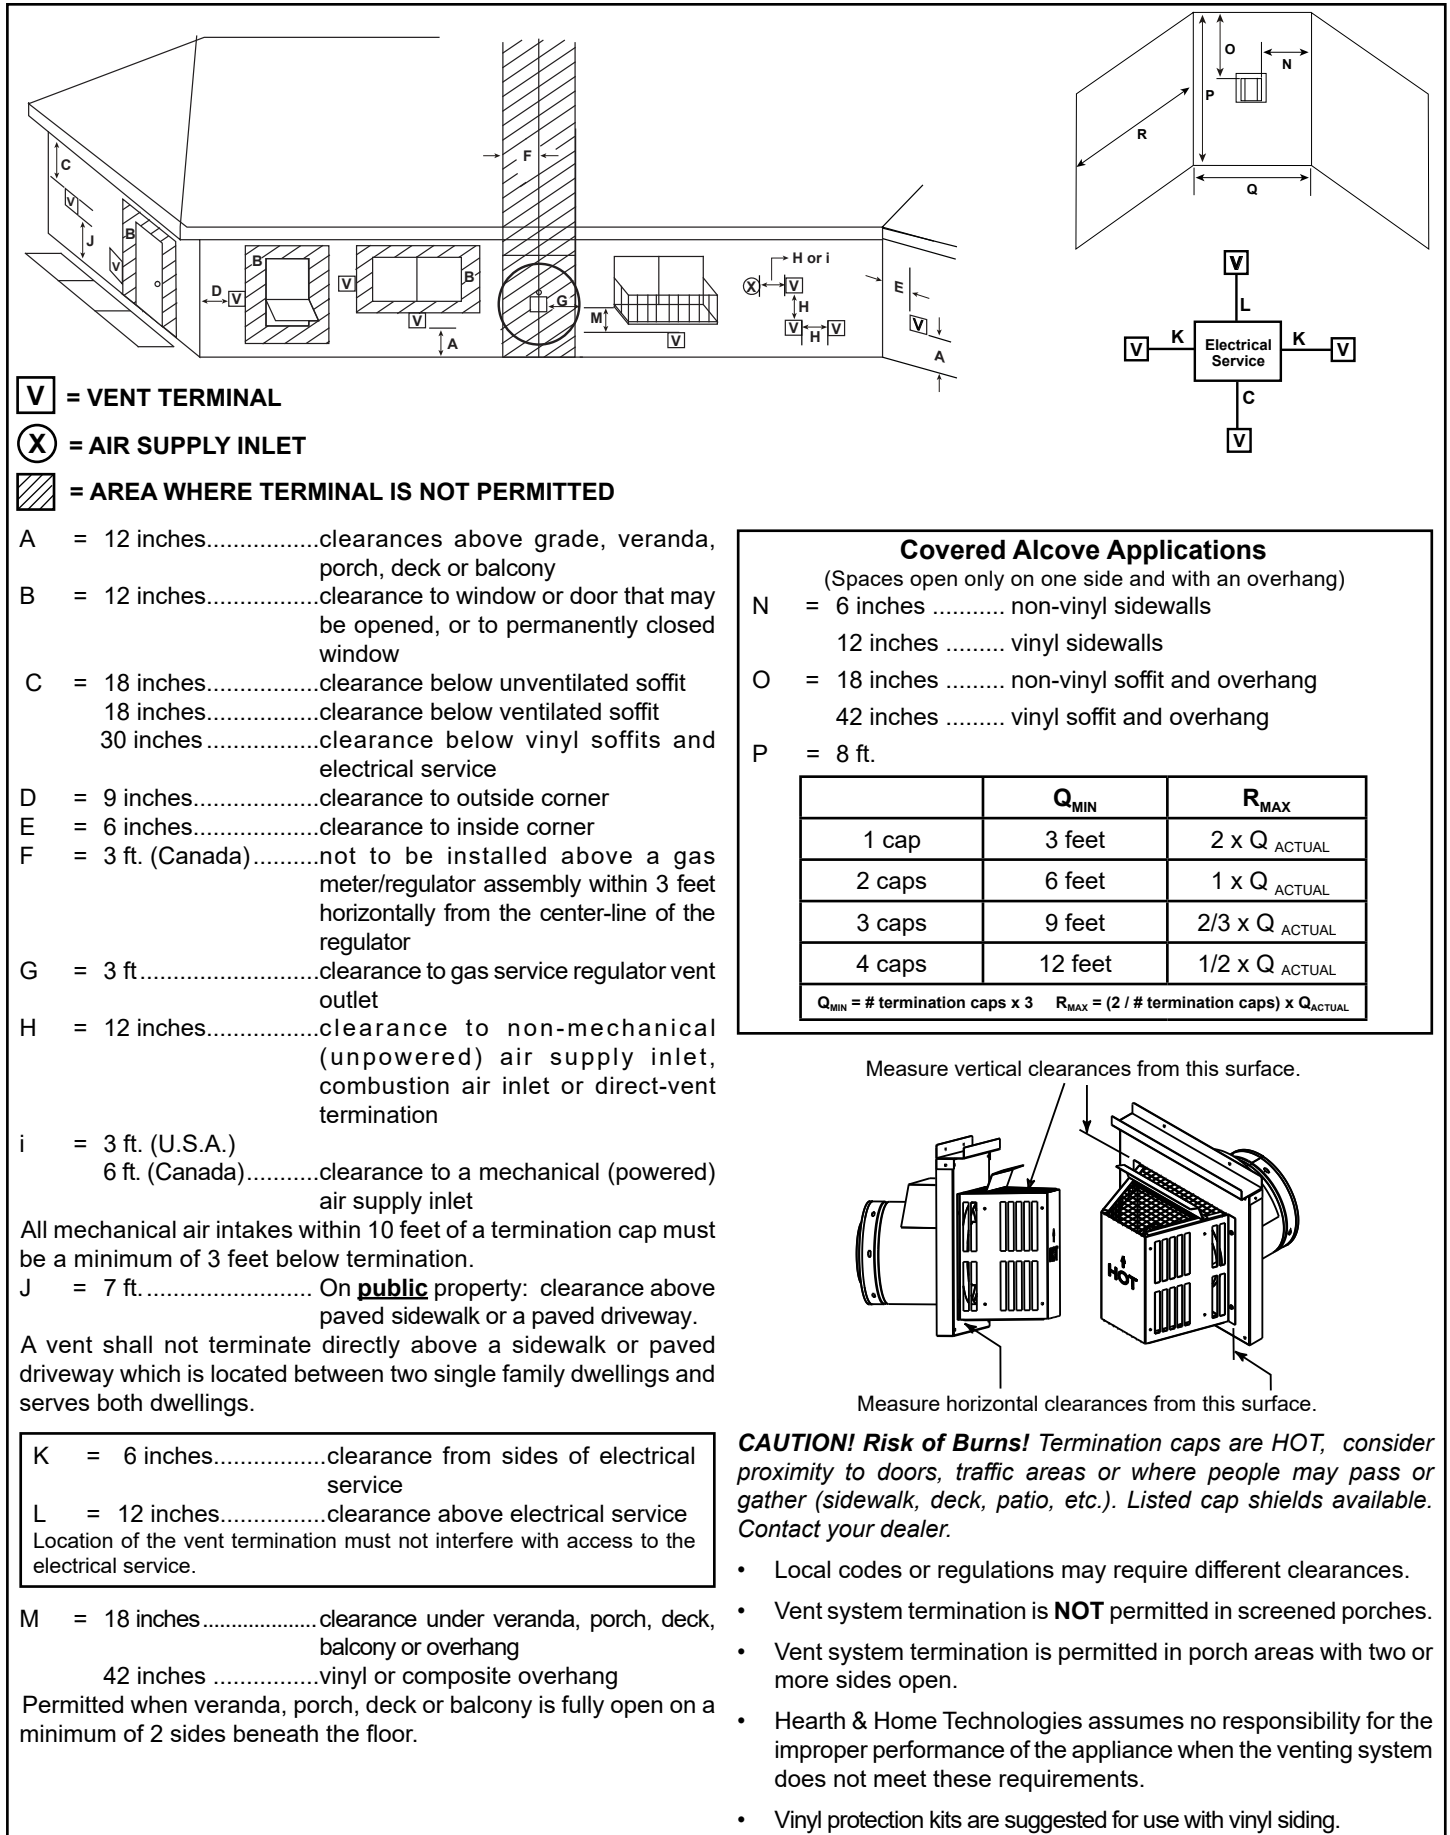 C
V
J
B
V
D
V
B
V
B
V
A
F
G
M
V
H or i
X
V
H
V
V
H
E
V
A
O
N
P
R
Q
V
L
V
K
Electrical
Service
K
V
C
V
V = VENT TERMINAL
X = AIR SUPPLY INLET
= AREA WHERE TERMINAL IS NOT PERMITTED
A = 12 inches.................clearances above grade, veranda,
porch, deck or balcony
B = 12 inches.................clearance to window or door that may
be opened, or to permanently closed
window
C = 18 inches.................clearance below unventilated soffit
18 inches.................clearance below ventilated soffit
30 inches .................clearance below vinyl soffits and
electrical service
D = 9 inches...................clearance to outside corner
E = 6 inches...................clearance to inside corner
F = 3 ft. (Canada)..........not to be installed above a gas
meter/regulator assembly within 3 feet
horizontally from the center-line of the
regulator
G = 3 ft...........................clearance to gas service regulator vent
outlet
H = 12 inches.................clearance to non-mechanical
(unpowered) air supply inlet,
combustion air inlet or direct-vent
termination
i = 3 ft. (U.S.A.)
6 ft. (Canada)...........clearance to a mechanical (powered)
air supply inlet
All mechanical air intakes within 10 feet of a termination cap must
be a minimum of 3 feet below termination.
J = 7 ft. ......................... On public property: clearance above
paved sidewalk or a paved driveway.
A vent shall not terminate directly above a sidewalk or paved
driveway which is located between two single family dwellings and
serves both dwellings.
K = 6 inches.................clearance from sides of electrical
service
L = 12 inches................clearance above electrical service
Location of the vent termination must not interfere with access to the
electrical service.
M = 18 inches.....................clearance under veranda, porch, deck,
balcony or overhang
42 inches ................vinyl or composite overhang
Permitted when veranda, porch, deck or balcony is fully open on a
minimum of 2 sides beneath the floor.
Covered Alcove Applications
(Spaces open only on one side and with an overhang)
N = 6 inches ........... non-vinyl sidewalls
12 inches ......... vinyl sidewalls
O = 18 inches ......... non-vinyl soffit and overhang
42 inches ......... vinyl soffit and overhang
P = 8 ft.
QMIN RMAX
1 cap 3 feet 2 x Q ACTUAL
2 caps 6 feet 1 x Q ACTUAL
3 caps 9 feet 2/3 x Q ACTUAL
4 caps 12 feet 1/2 x Q ACTUAL
QMIN = # termination caps x 3 RMAX = (2 / # termination caps) x QACTUAL
Measure vertical clearances from this surface.
HOT
Measure horizontal clearances from this surface.
CAUTION! Risk of Burns! Termination caps are HOT, consider
proximity to doors, traffic areas or where people may pass or
gather (sidewalk, deck, patio, etc.). Listed cap shields available.
Contact your dealer.
• Local codes or regulations may require different clearances.
• Vent system termination is NOT permitted in screened porches.
• Vent system termination is permitted in porch areas with two or
more sides open.
• Hearth & Home Technologies assumes no responsibility for the
improper performance of the appliance when the venting system
does not meet these requirements.
• Vinyl protection kits are suggested for use with vinyl siding.